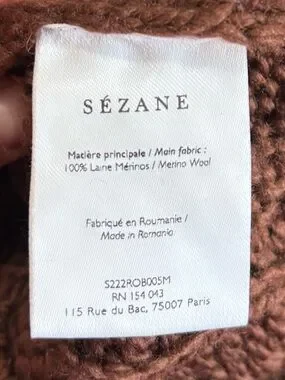 SÉZANE
Matière principale / Main fabric :
100% Laine Mérinos / Merino Wool
Fabriqué en Roumanie /
Made in Romania
S222ROB005M
RN 154 043
115 Rue du Bac, 75007 Paris